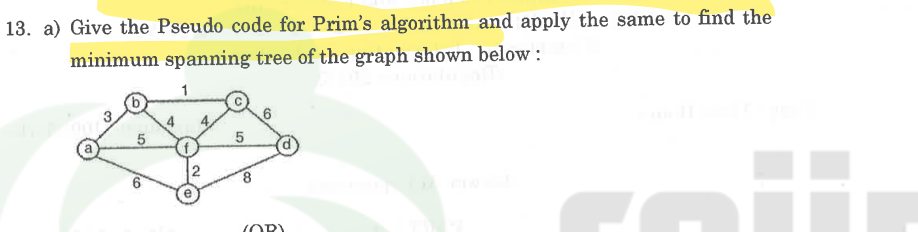 13. a) Give the Pseudo code for Prim's algorithm and apply the same to find the
minimum spanning tree of the graph shown below :
1
b c
3 4 4 6
a 5 f 5 d
6 2 8
e
(OR)